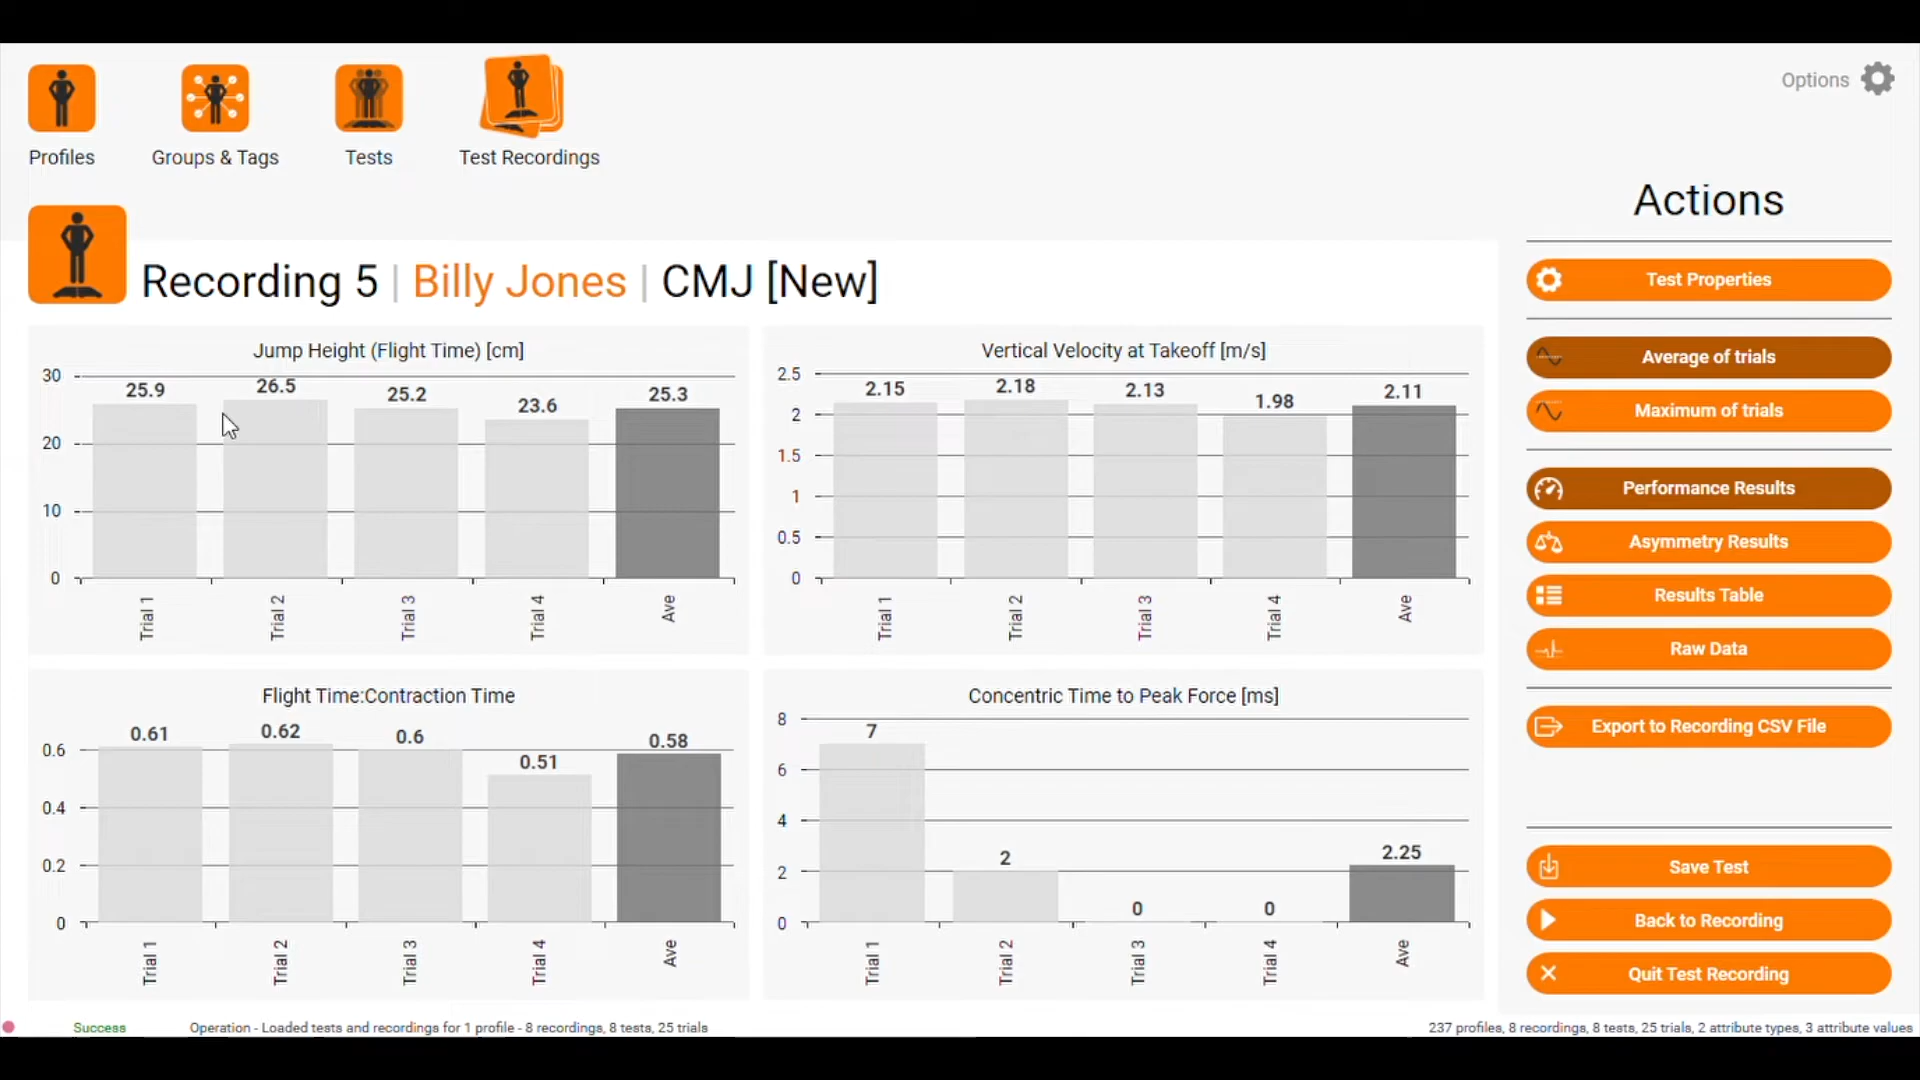 Options
Profiles
Groups & Tags
Tests
Test Recordings
Actions
Recording 5 | Billy Jones | CMJ [New]
Jump Height (Flight Time) [cm]
30
20
10
0
25.9
26.5
25.2
23.6
25.3
Trial 1
Trial 2
Trial 3
Trial 4
Ave
Vertical Velocity at Takeoff [m/s]
2.5
2
1.5
1
0.5
0
2.15
2.18
2.13
1.98
2.11
Trial 1
Trial 2
Trial 3
Trial 4
Ave
Flight Time:Contraction Time
0.6
0.4
0.2
0
0.61
0.62
0.6
0.51
0.58
Trial 1
Trial 2
Trial 3
Trial 4
Ave
Concentric Time to Peak Force [ms]
8
6
4
2
0
7
2
0
0
2.25
Trial 1
Trial 2
Trial 3
Trial 4
Ave
Test Properties
Average of trials
Maximum of trials
Performance Results
Asymmetry Results
Results Table
Raw Data
Export to Recording CSV File
Save Test
Back to Recording
Quit Test Recording
Success
Operation - Loaded tests and recordings for 1 profile - 8 recordings, 8 tests, 25 trials
237 profiles, 8 recordings, 8 tests, 25 trials, 2 attribute types, 3 attribute values